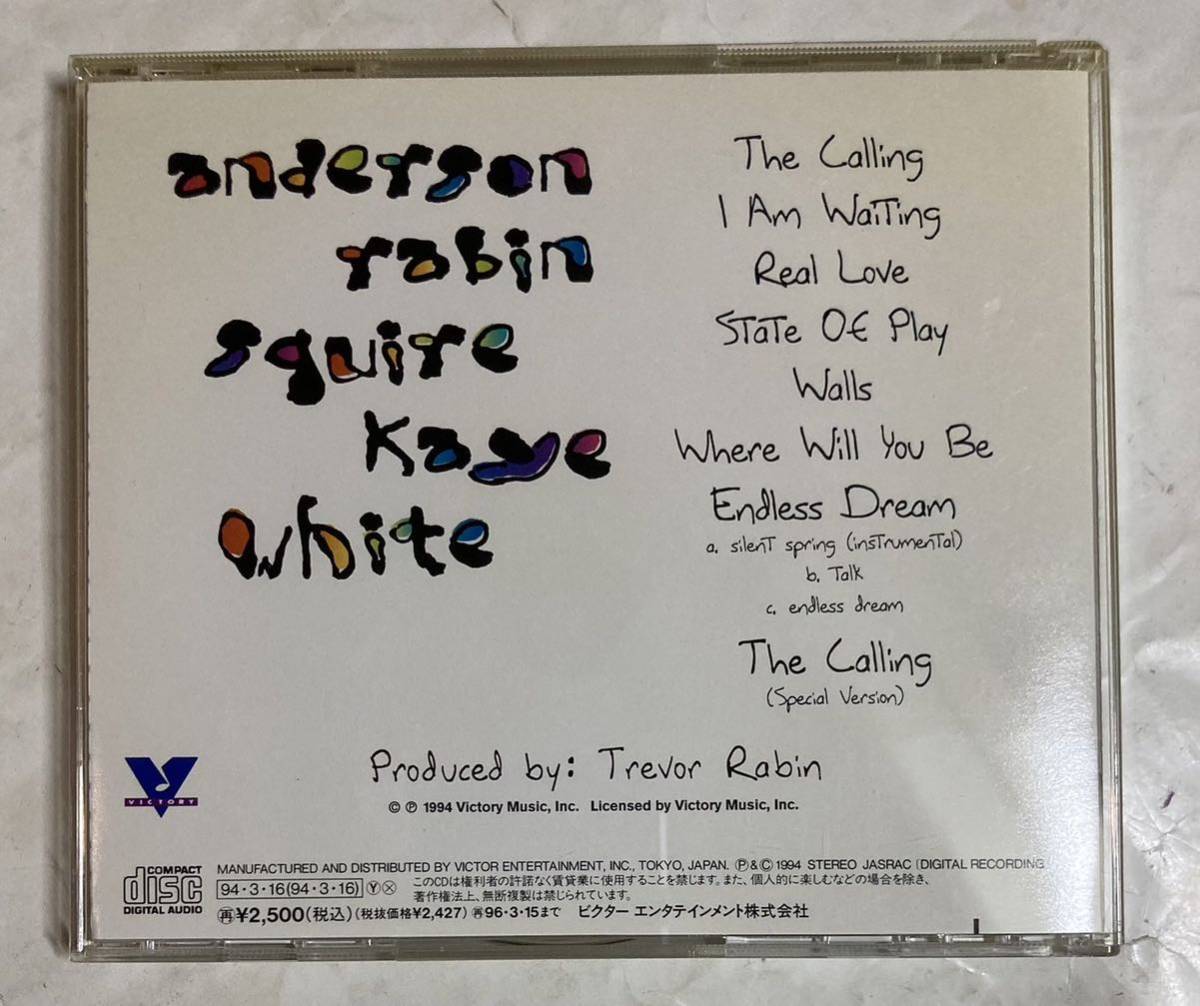 anderson
rabin
squire
kaye
white
The Calling
I Am Waiting
Real Love
State Of Play
Walls
Where Will You Be
Endless Dream
a. silent spring (instrumental)
b. Talk
c. endless dream
The Calling
(Special Version)
Produced by: Trevor Rabin
© ℗ 1994 Victory Music, Inc. Licensed by Victory Music, Inc.
VICTORY
COMPACT
disc
DIGITAL AUDIO
MANUFACTURED AND DISTRIBUTED BY VICTOR ENTERTAINMENT, INC., TOKYO, JAPAN. ℗&© 1994 STEREO JASRAC (DIGITAL RECORDING
94・3・16(94・3・16) Ⓨ Ⓧ このCDは権利者の許諾なく賃貸業に使用することを禁じます。また、個人的に楽しむなどの場合を除き、
著作権法上、無断複製は禁じられています。
再¥2,500(税込)(税抜価格¥2,427) 再96・3・15まで ビクター エンタテインメント株式会社